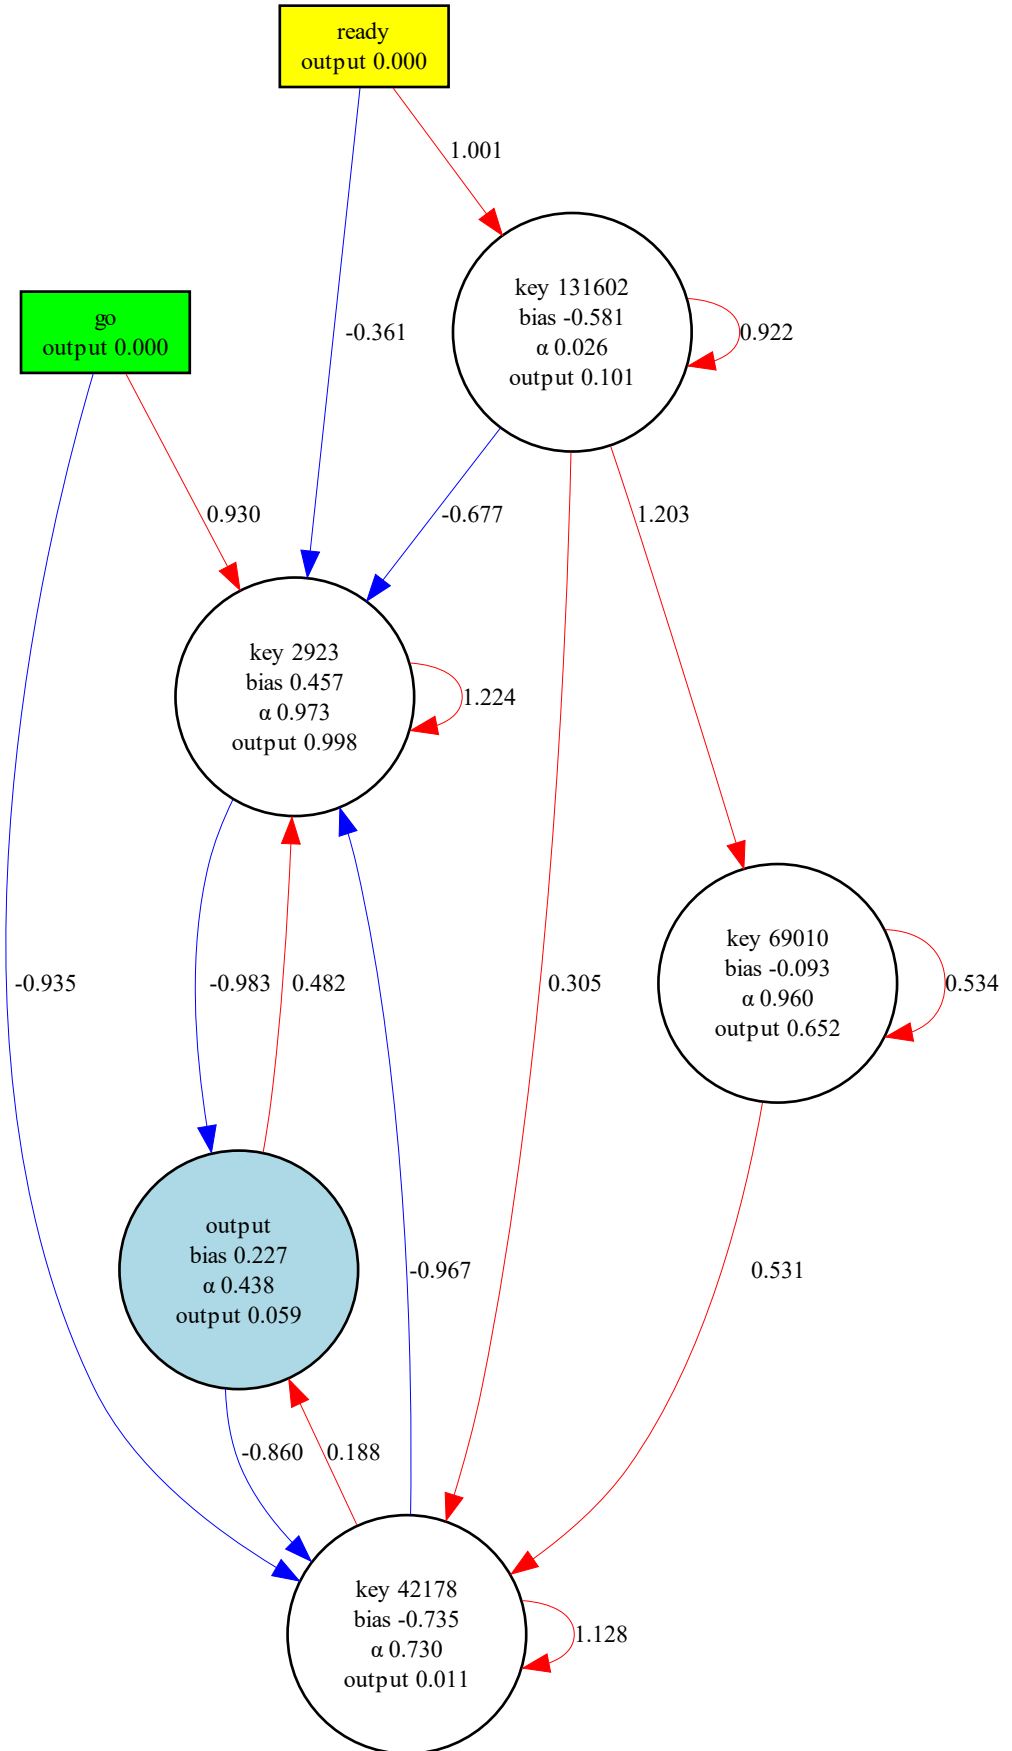 ready
output 0.000
1.001
key 131602
bias -0.581
α 0.026
output 0.101
0.922
go
output 0.000
-0.361
0.930
-0.677
1.203
key 2923
bias 0.457
α 0.973
output 0.998
1.224
key 69010
bias -0.093
α 0.960
output 0.652
0.534
-0.935
-0.983
0.482
0.305
output
bias 0.227
α 0.438
output 0.059
-0.967
0.531
-0.860
0.188
key 42178
bias -0.735
α 0.730
output 0.011
1.128